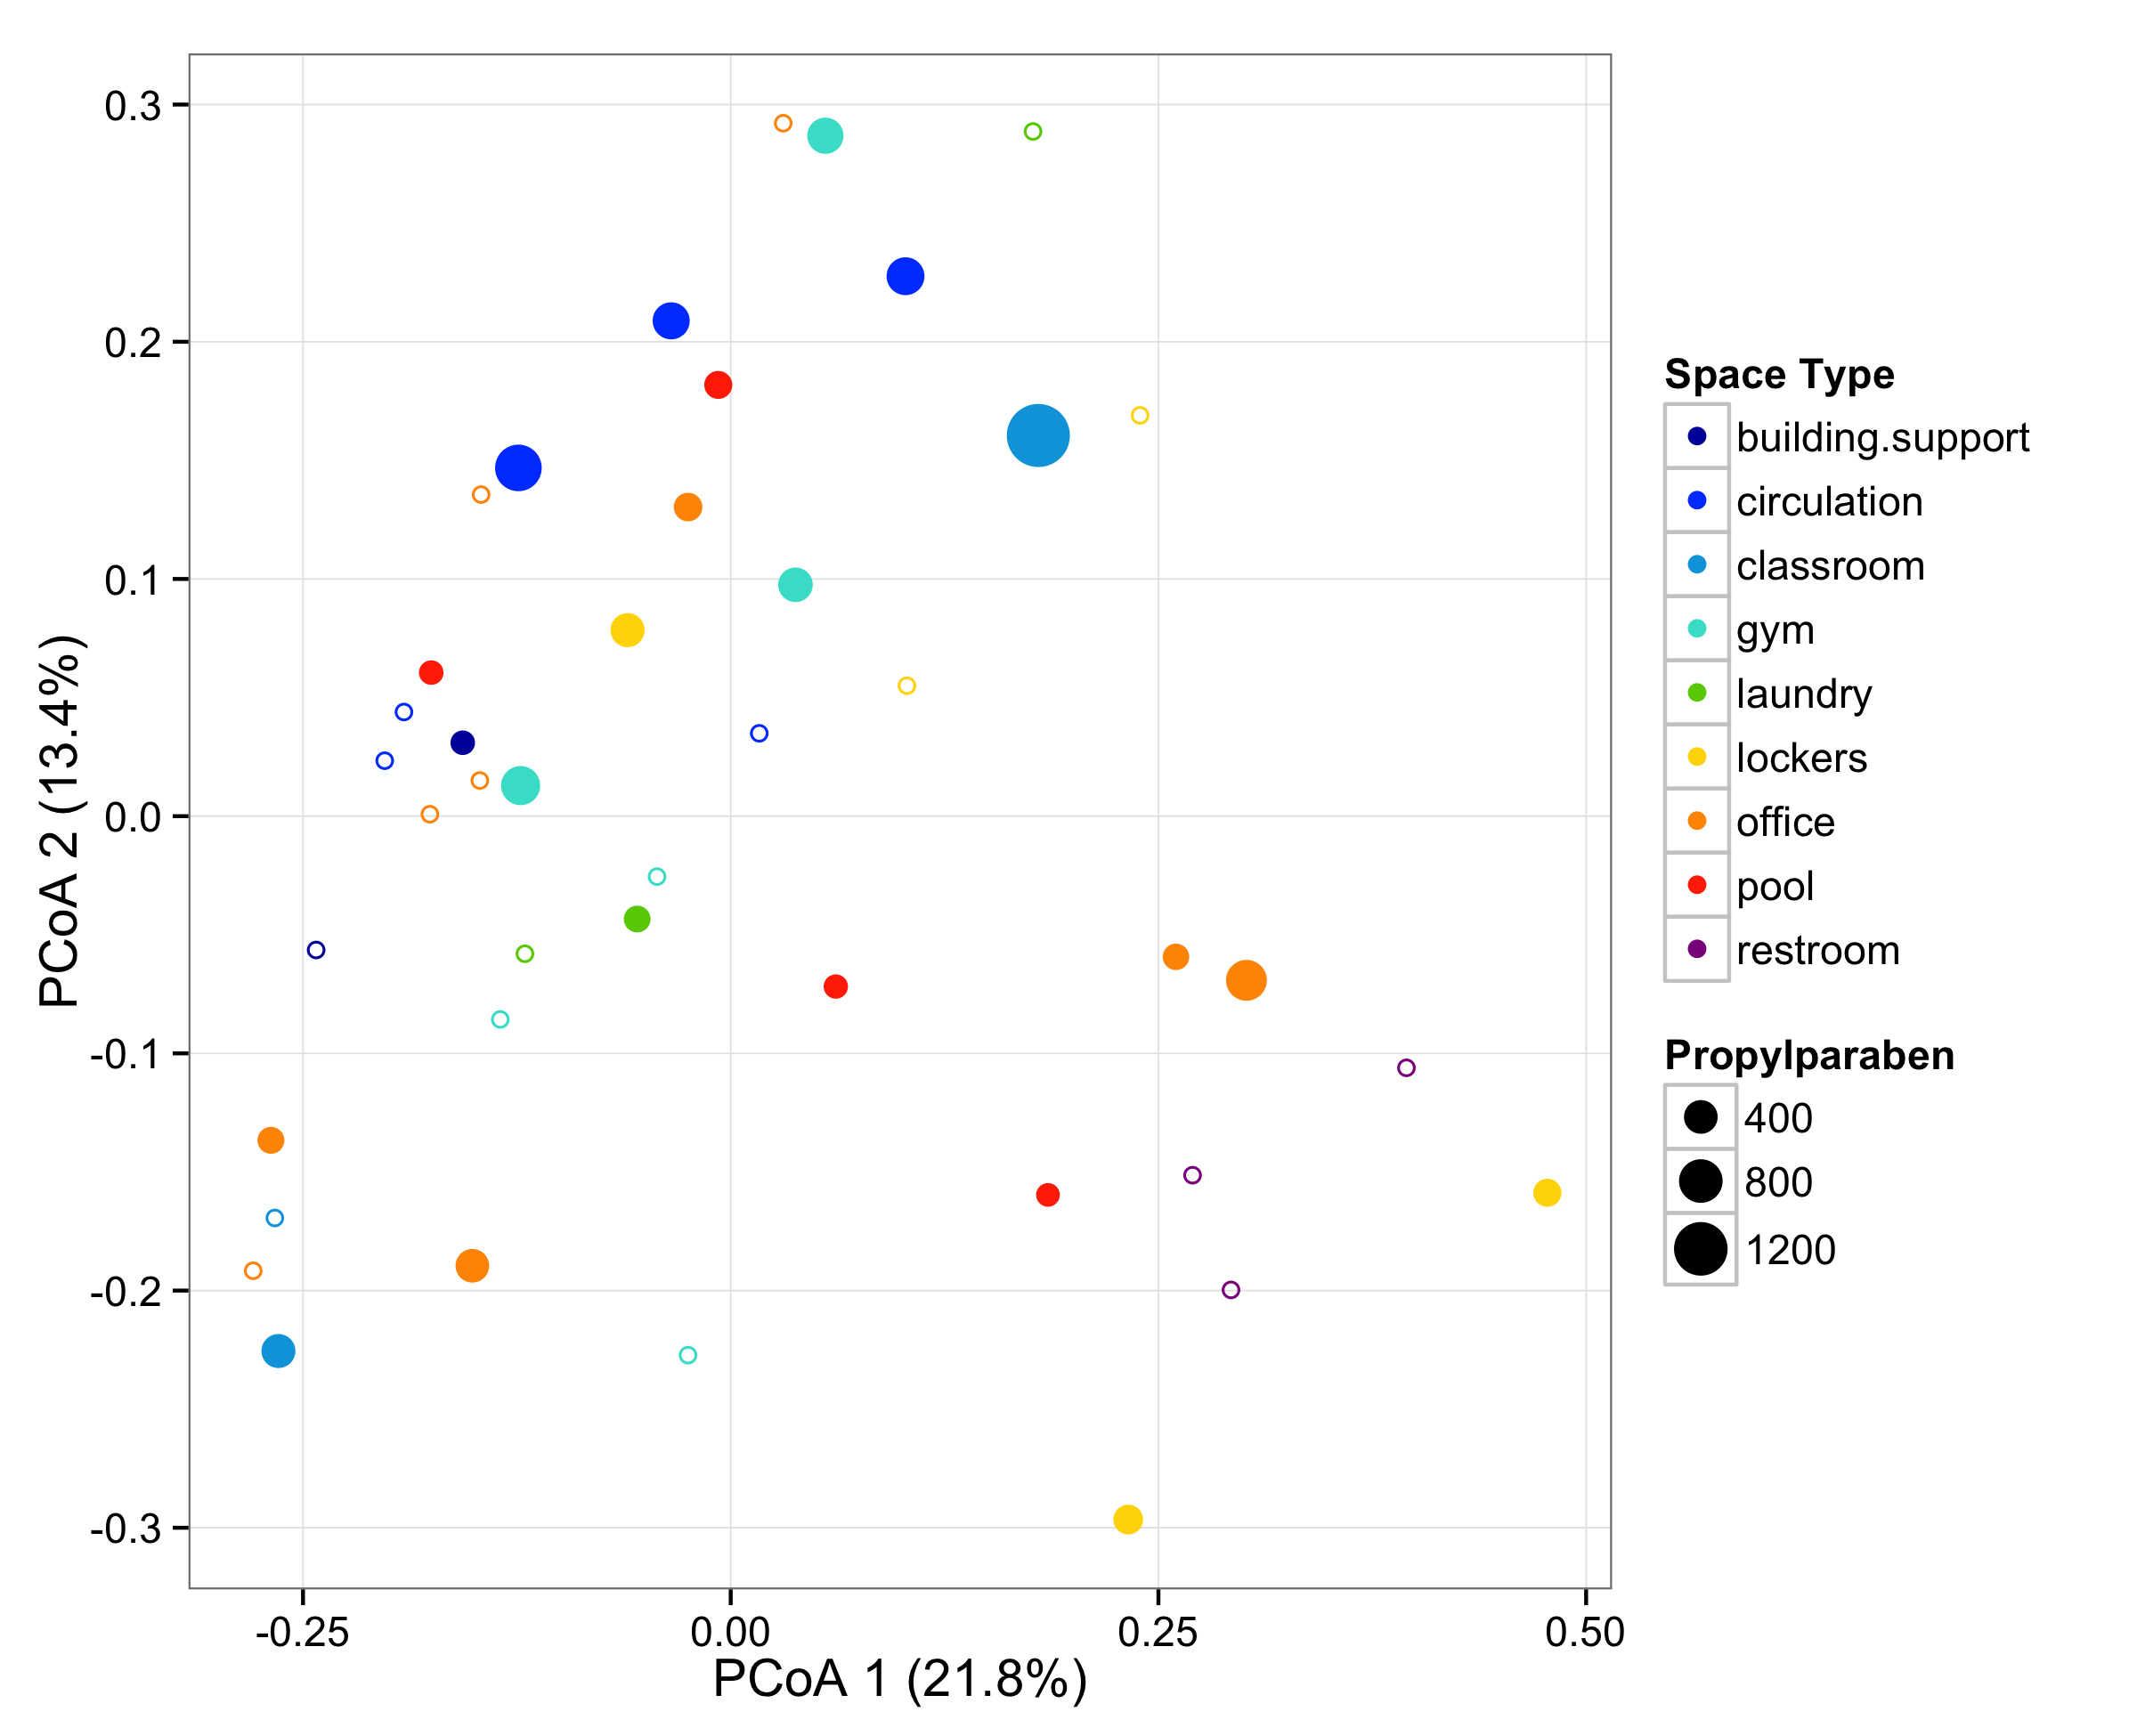 0.3
0.2
0.1
0.0
-0.1
-0.2
-0.3
PCoA 2 (13.4%)
-0.25 0.00 0.25 0.50
PCoA 1 (21.8%)
Space Type
building.support
circulation
classroom
gym
laundry
lockers
office
pool
restroom
Propylparaben
400
800
1200